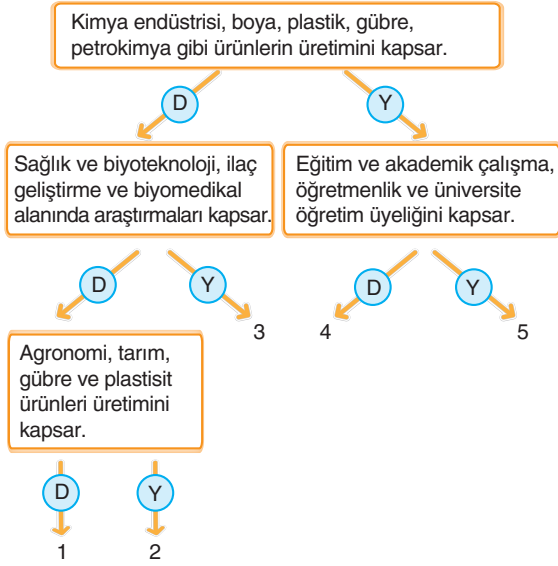 Kimya endüstrisi, boya, plastik, gübre,
petrokimya gibi ürünlerin üretimini kapsar.
D
Y
Sağlık ve biyoteknoloji, ilaç
geliştirme ve biyomedikal
alanında araştırmaları kapsar.
Eğitim ve akademik çalışma,
öğretmenlik ve üniversite
öğretim üyeliğini kapsar.
D
Y
D
Y
3
4
5
Agronomi, tarım,
gübre ve plastisit
ürünleri üretimini
kapsar.
D
Y
1
2